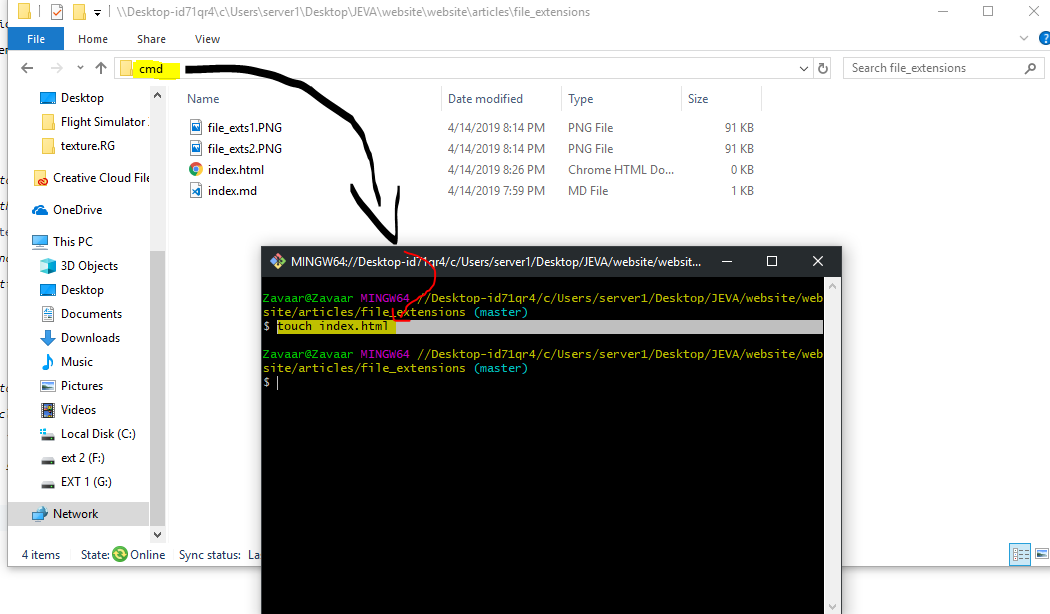 \\Desktop-id71qr4\c\Users\server1\Desktop\JEVA\website\website\articles\file_extensions
File Home Share View
cmd
Search file_extensions
Name Date modified Type Size
file_exts1.PNG 4/14/2019 8:14 PM PNG File 91 KB
file_exts2.PNG 4/14/2019 8:14 PM PNG File 91 KB
index.html 4/14/2019 8:26 PM Chrome HTML Do... 0 KB
index.md 4/14/2019 7:59 PM MD File 1 KB
Desktop
Flight Simulator
texture.RG
Creative Cloud File
OneDrive
This PC
3D Objects
Desktop
Documents
Downloads
Music
Pictures
Videos
Local Disk (C:)
ext 2 (F:)
EXT 1 (G:)
Network
4 items State: Online Sync status: La
MINGW64://Desktop-id71qr4/c/Users/server1/Desktop/JEVA/website/websit...
Zavaar@Zavaar MINGW64 //Desktop-id71qr4/c/Users/server1/Desktop/JEVA/website/web
site/articles/file_extensions (master)
$ touch index.html
Zavaar@Zavaar MINGW64 //Desktop-id71qr4/c/Users/server1/Desktop/JEVA/website/web
site/articles/file_extensions (master)
$